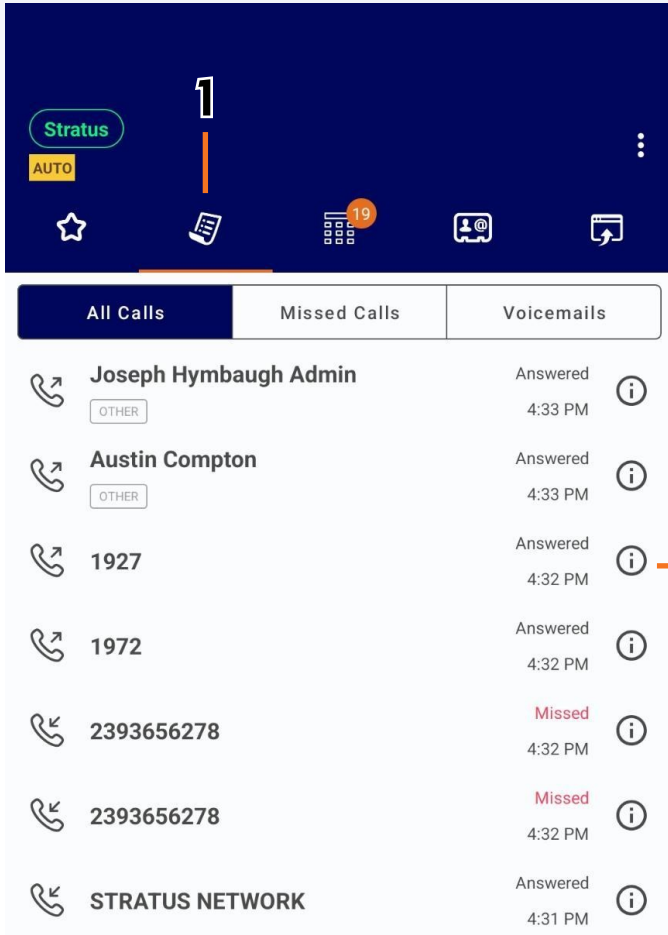 1
Stratus
AUTO
19
All Calls
Missed Calls
Voicemails
Joseph Hymbaugh Admin
Answered
OTHER
4:33 PM
Austin Compton
Answered
OTHER
4:33 PM
1927
Answered
4:32 PM
1972
Answered
4:32 PM
2393656278
Missed
4:32 PM
2393656278
Missed
4:32 PM
STRATUS NETWORK
Answered
4:31 PM